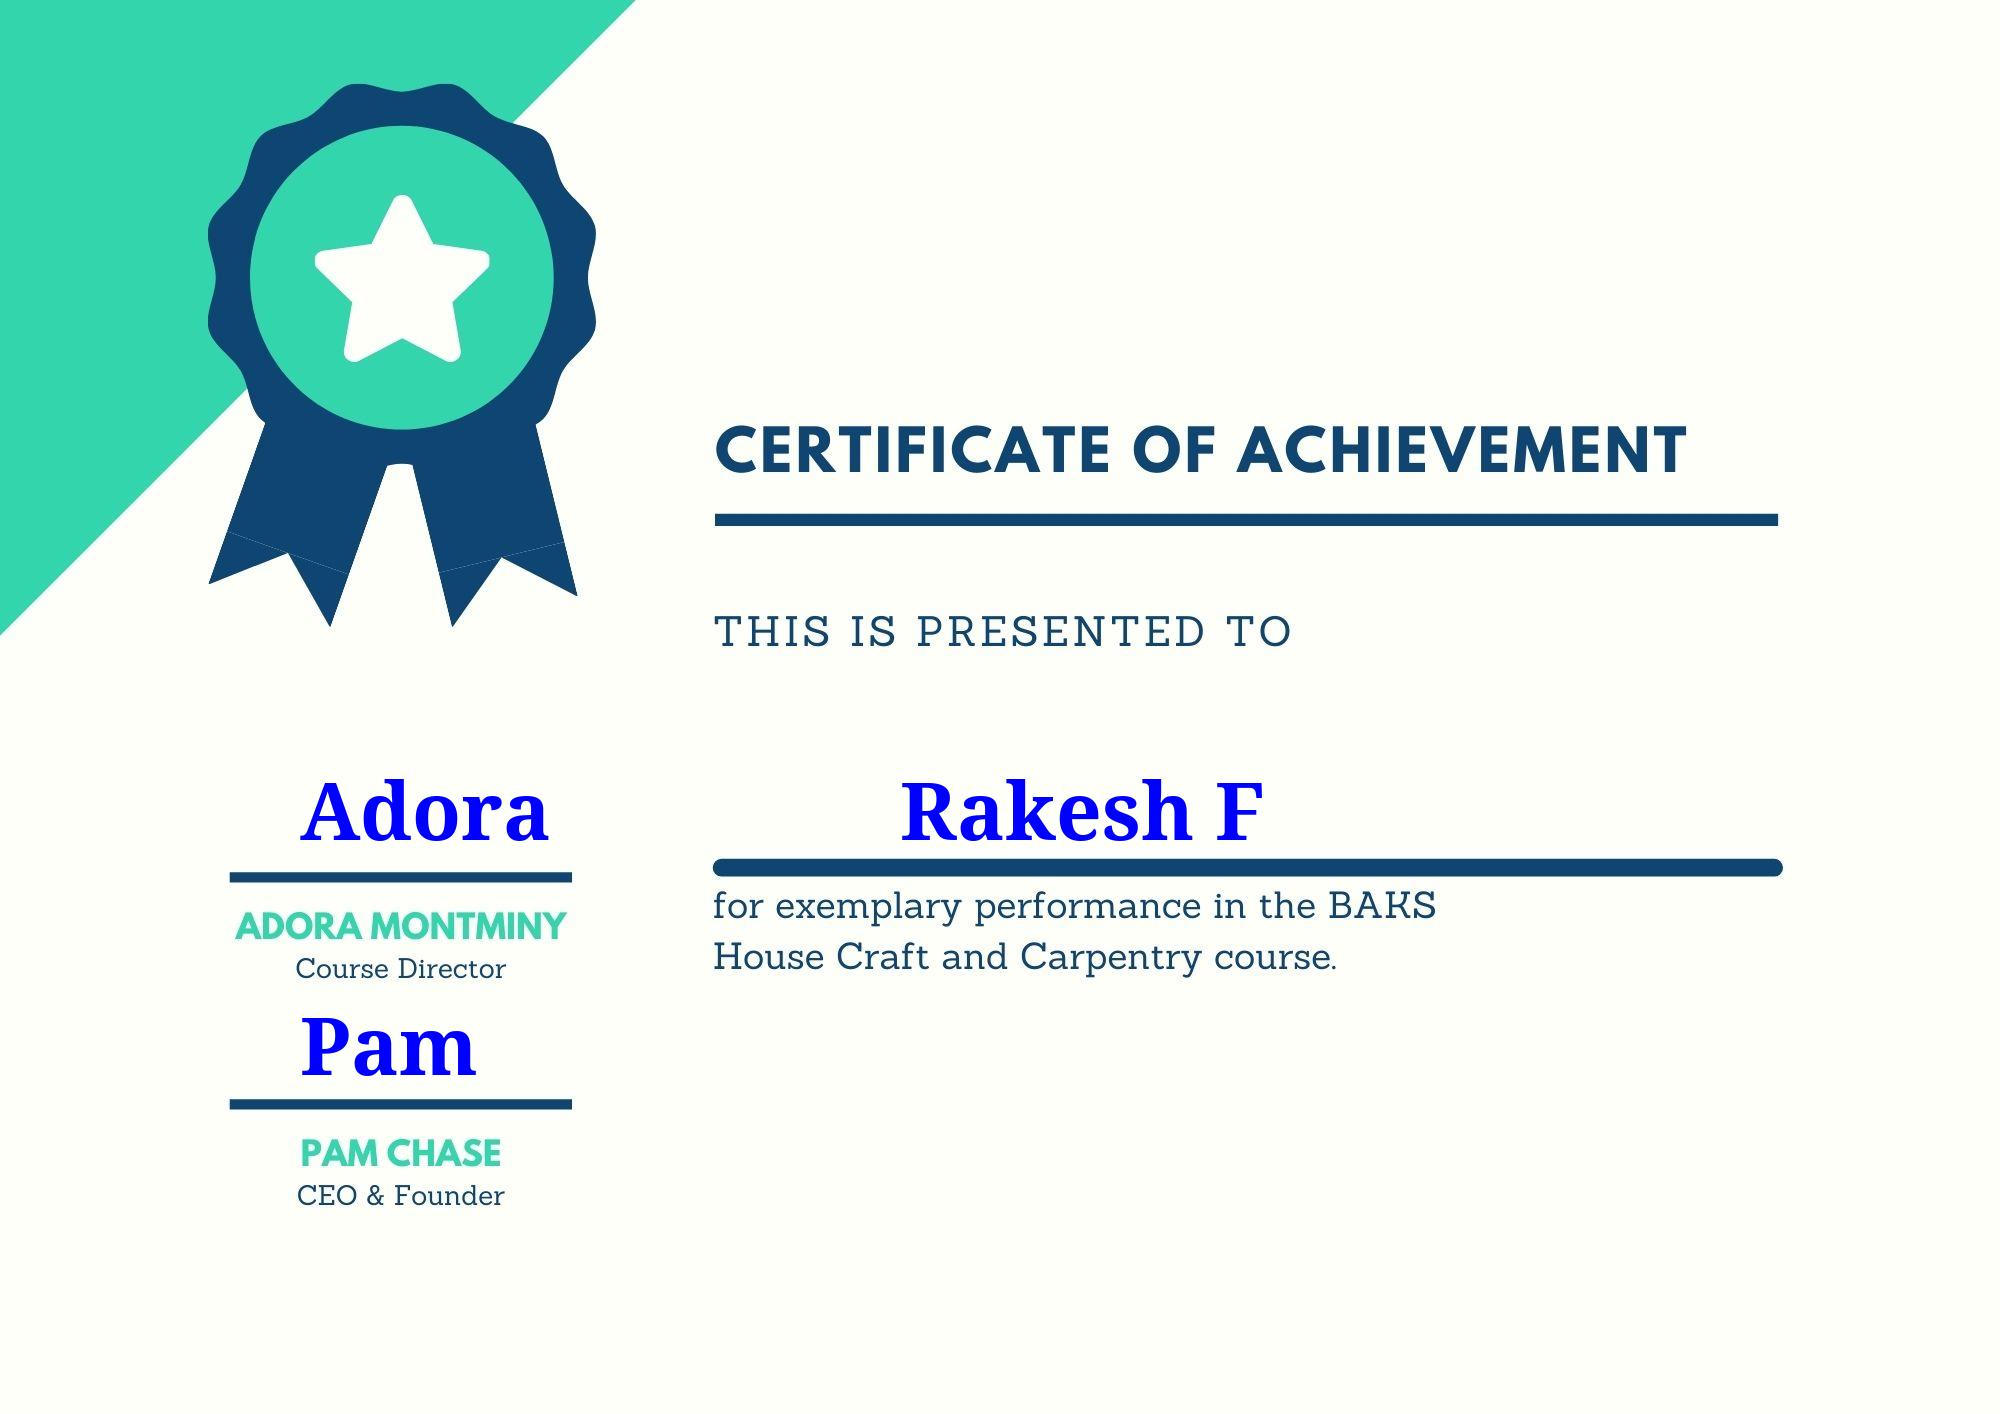 CERTIFICATE OF ACHIEVEMENT
THIS IS PRESENTED TO
Rakesh F
for exemplary performance in the BAKS
House Craft and Carpentry course.
Adora
ADORA MONTMINY
Course Director
Pam
PAM CHASE
CEO & Founder